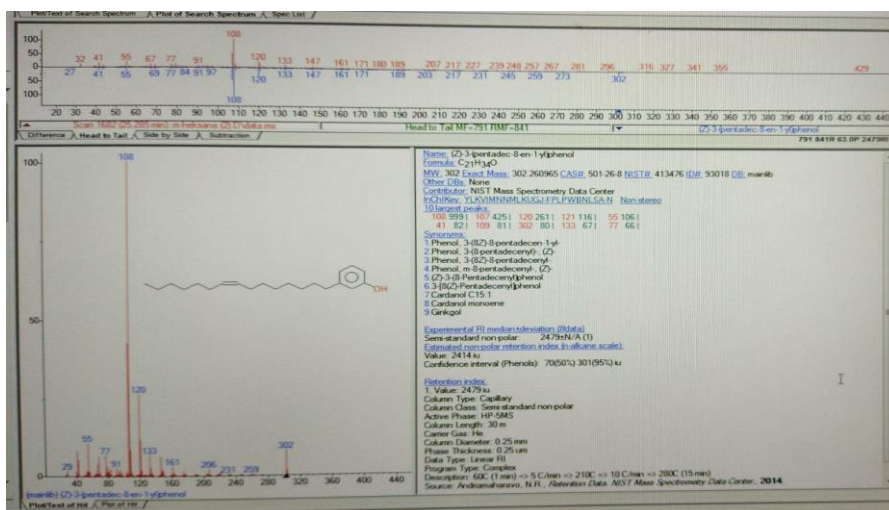 Plot/Text of Search Spectrum Plot of Search Spectrum Spec List
108
100
50
0
50
100
32 41 55 67 77 91 120 133 147 161 171 180 189 207 217 227 239 248 257 267 281 296 316 327 341 355 429
27 41 55 69 77 84 91 97 120 133 147 161 171 189 203 217 231 245 259 273 302
108
20 30 40 50 60 70 80 90 100 110 120 130 140 150 160 170 180 190 200 210 220 230 240 250 260 270 280 290 300 310 320 330 340 350 360 370 380 390 400 410 420 430 440
Head to Tail MF=791 RMF=841
(Z)-3-(pentadec-8-en-1-yl)phenol
Difference Head to Tail Side by Side Subtraction
100
108
50
120
55
302
77 133
29 91 161 206 231 259
0
40 80 120 160 200 240 280 320 360 400 440
OH
(mainlib) (Z)-3-(pentadec-8-en-1-yl)phenol
Plot/Text of Hit Plot of Hit
Name: (Z)-3-(pentadec-8-en-1-yl)phenol
Formula: C21H34O
MW: 302 Exact Mass: 302.260965 CAS#: 501-26-8 NIST#: 413476 ID#: 93018 DB: mainlib
Other DBs: None
Contributor: NIST Mass Spectrometry Data Center
InChIKey: YLKVIMNNMLKUGJ-FPLPWBNLSA-N Non-stereo
10 largest peaks:
108 999 | 107 425 | 120 261 | 121 116 | 55 106 |
41 82 | 109 81 | 302 80 | 133 67 | 77 66 |
Synonyms:
1.Phenol, 3-(8Z)-8-pentadecen-1-yl-
2.Phenol, 3-(8-pentadecenyl)-, (Z)-
3.Phenol, 3-(8Z)-8-pentadecenyl-
4.Phenol, m-8-pentadecenyl-, (Z)-
5.(Z)-3-(8-Pentadecenyl)phenol
6.3-[8(Z)-Pentadecenyl]phenol
7.Cardanol C15:1
8.Cardanol monoene
9.Ginkgol
Experimental RI median±deviation (#data)
Semi-standard non-polar: 2479±N/A (1)
Estimated non-polar retention index (n-alkane scale):
Value: 2414 iu
Confidence interval (Phenols): 70(50%) 301(95%) iu
Retention index:
1. Value: 2479 iu
Column Type: Capillary
Column Class: Semi-standard non-polar
Active Phase: HP-5MS
Column Length: 30 m
Carrier Gas: He
Column Diameter: 0.25 mm
Phase Thickness: 0.25 um
Data Type: Linear RI
Program Type: Complex
Description: 60C (1 min) => 5 C/min => 210C => 10 C/min => 280C (15 min)
Source: Andriamaharavo, N.R., Retention Data. NIST Mass Spectrometry Data Center., 2014.